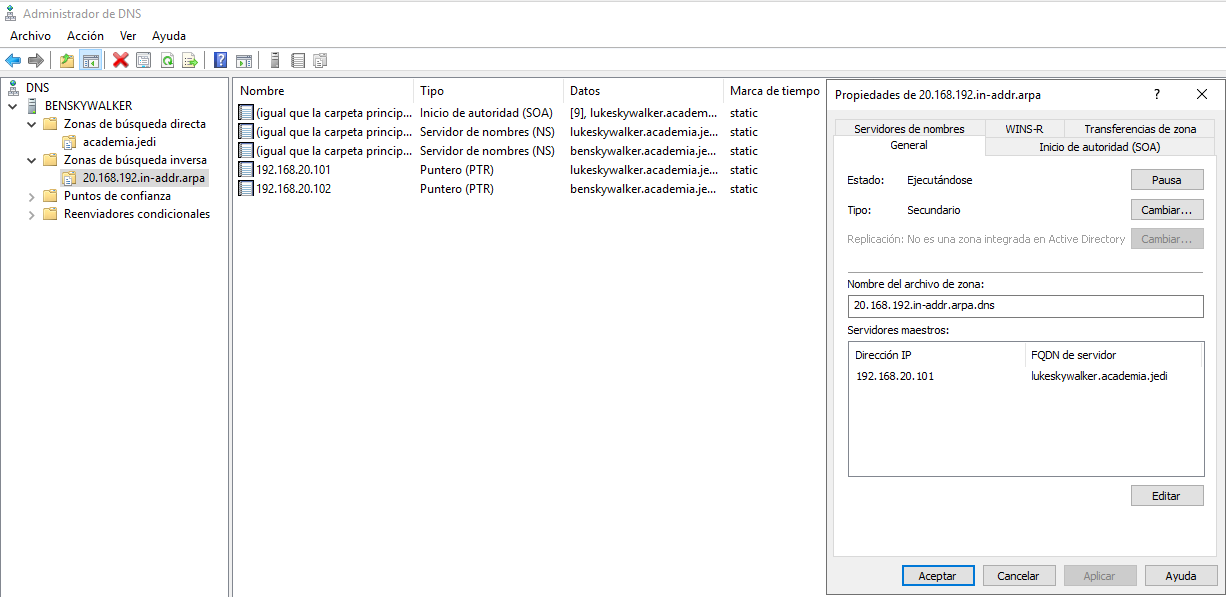 Administrador de DNS
Archivo Acción Ver Ayuda
DNS
BENSKYWALKER
Zonas de búsqueda directa
academia.jedi
Zonas de búsqueda inversa
20.168.192.in-addr.arpa
Puntos de confianza
Reenviadores condicionales
Nombre Tipo Datos Marca de tiempo
(igual que la carpeta princip... Inicio de autoridad (SOA) [9], lukeskywalker.academ... static
(igual que la carpeta princip... Servidor de nombres (NS) lukeskywalker.academia.je... static
(igual que la carpeta princip... Servidor de nombres (NS) benskywalker.academia.je... static
192.168.20.101 Puntero (PTR) lukeskywalker.academia.je... static
192.168.20.102 Puntero (PTR) benskywalker.academia.je... static
Propiedades de 20.168.192.in-addr.arpa ?
Servidores de nombres WINS-R Transferencias de zona
General Inicio de autoridad (SOA)
Estado: Ejecutándose Pausa
Tipo: Secundario Cambiar...
Replicación: No es una zona integrada en Active Directory Cambiar...
Nombre del archivo de zona:
20.168.192.in-addr.arpa.dns
Servidores maestros:
Dirección IP FQDN de servidor
192.168.20.101 lukeskywalker.academia.jedi
Editar
Aceptar Cancelar Aplicar Ayuda